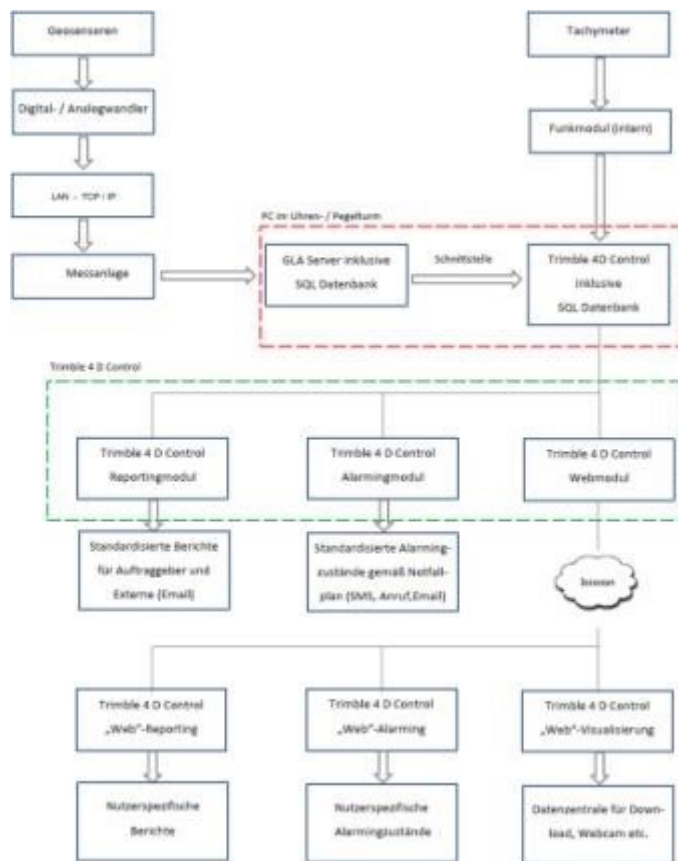 Geosensoren
Tachymeter
Digital- / Analogwandler
Funkmodul (intern)
LAN - TCP / IP
PC im Uhren- / Pegelturm
Messanlage
GLA Server inklusive
SQL Datenbank
Schnittstelle
Trimble 4D Control
inklusive
SQL Datenbank
Trimble 4 D Control
Trimble 4 D Control
Reportingmodul
Trimble 4 D Control
Alarmingmodul
Trimble 4 D Control
Webmodul
Standardisierte Berichte
für Auftraggeber und
Externe (Email)
Standardisierte Alarming-
zustände gemäß Notfall-
plan (SMS, Anruf,Email)
Internet
Trimble 4 D Control
„Web"-Reporting
Trimble 4 D Control
„Web"-Alarming
Trimble 4 D Control
„Web"-Visualisierung
Nutzerspezifische
Berichte
Nutzerspezifische
Alarmingzustände
Datenzentrale für Down-
load, Webcam etc.